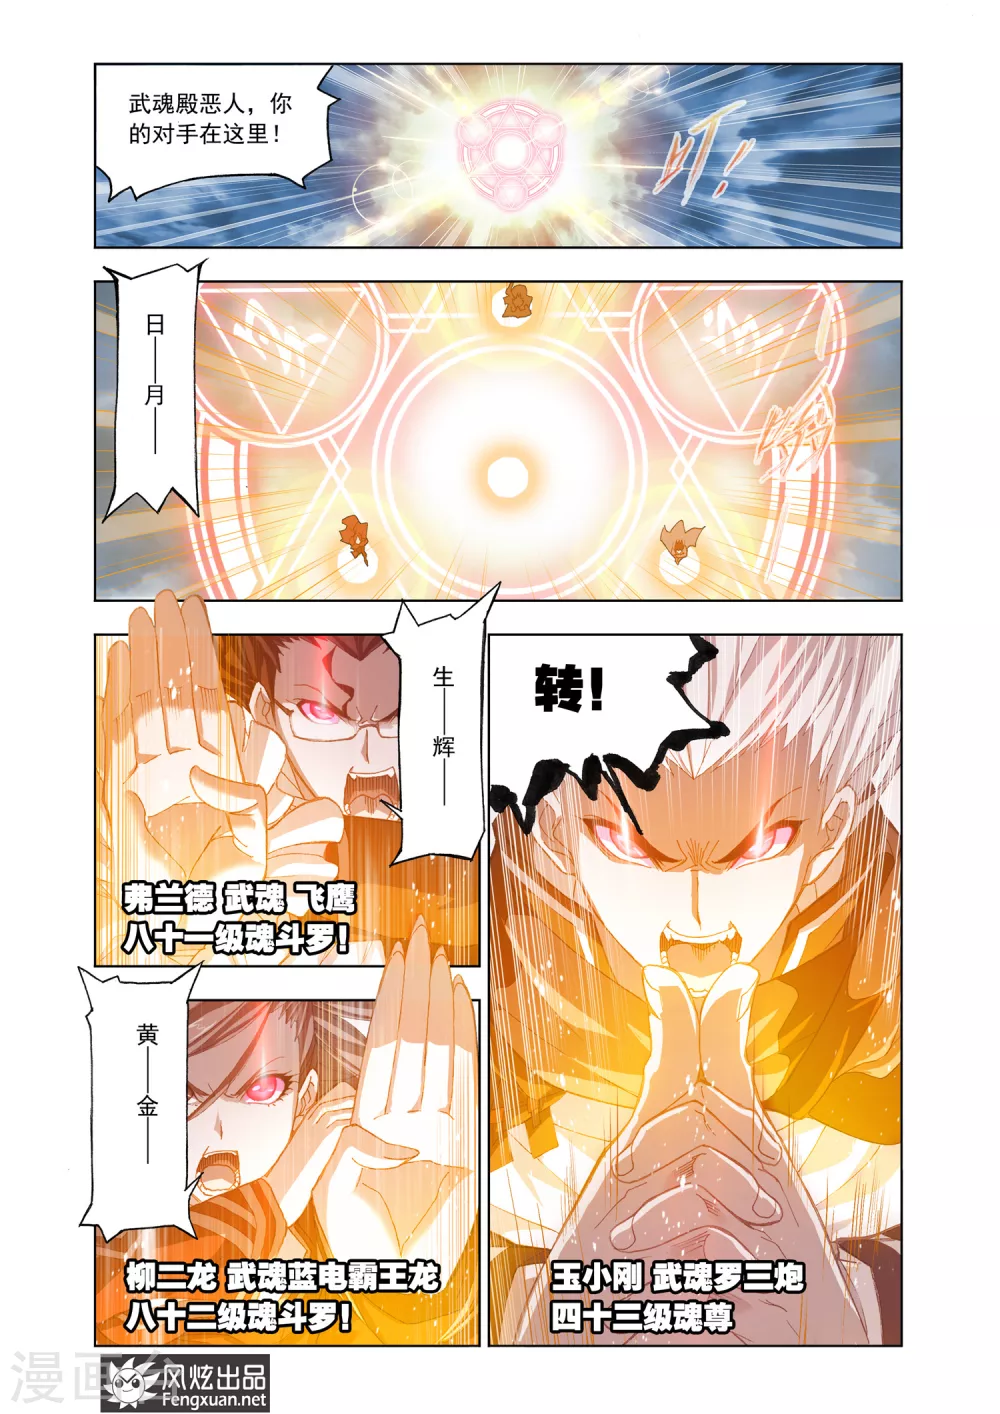 武魂殿恶人，你
的对手在这里！
叮！
日——月——
生——辉——
转！
弗兰德 武魂 飞鹰
八十一级魂斗罗！
黄——金——
柳二龙 武魂蓝电霸王龙
八十二级魂斗罗！
玉小刚 武魂罗三炮
四十三级魂尊
漫画台
风炫出品
Fengxuan.net